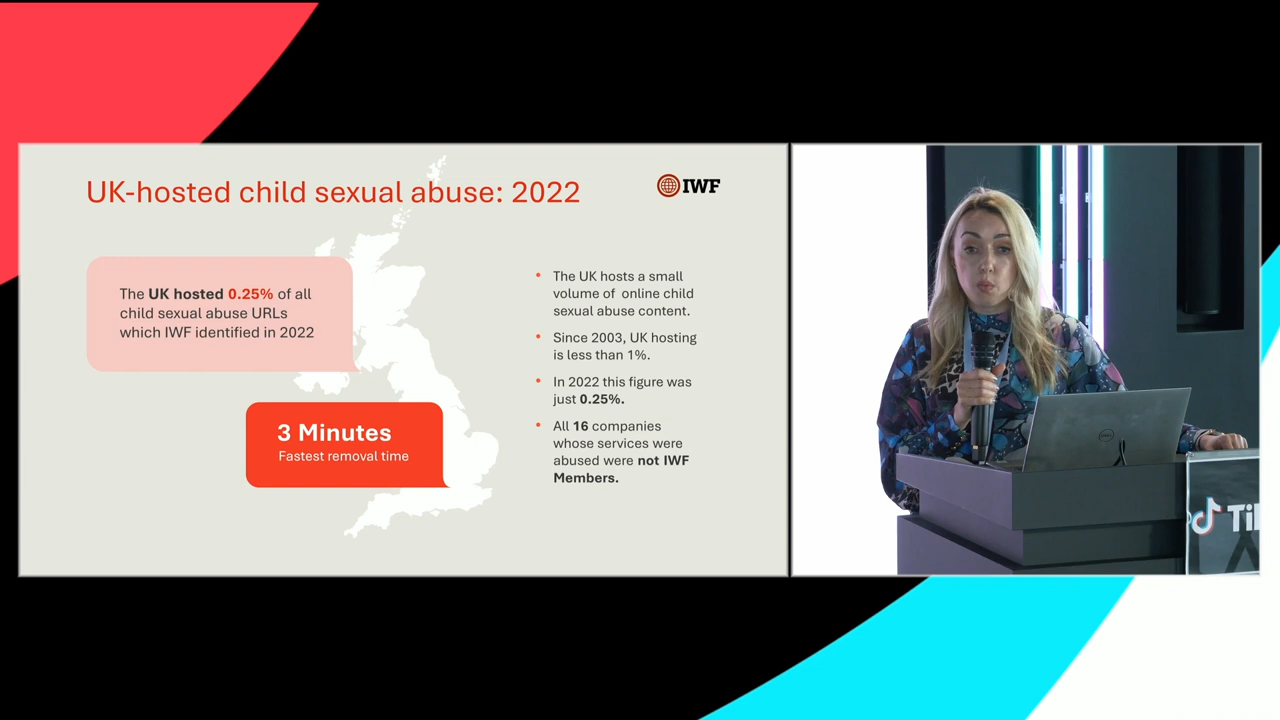 UK-hosted child sexual abuse: 2022
IWF
The UK hosted 0.25% of all
child sexual abuse URLs
which IWF identified in 2022
3 Minutes
Fastest removal time
• The UK hosts a small
volume of online child
sexual abuse content.
• Since 2003, UK hosting
is less than 1%.
• In 2022 this figure was
just 0.25%.
• All 16 companies
whose services were
abused were not IWF
Members.
DELL
Ti